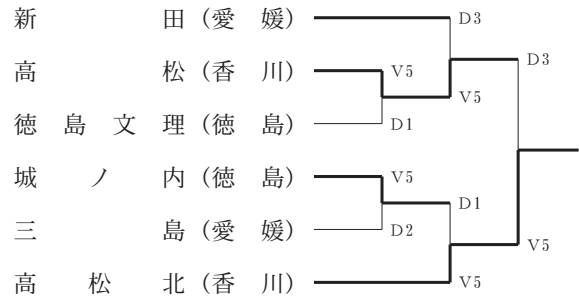 新田(愛媛) D3
高松(香川) V5 V5 D3
徳島文理(徳島) D1
城ノ内(徳島) V5 D1
三島(愛媛) D2 V5
高松北(香川) V5